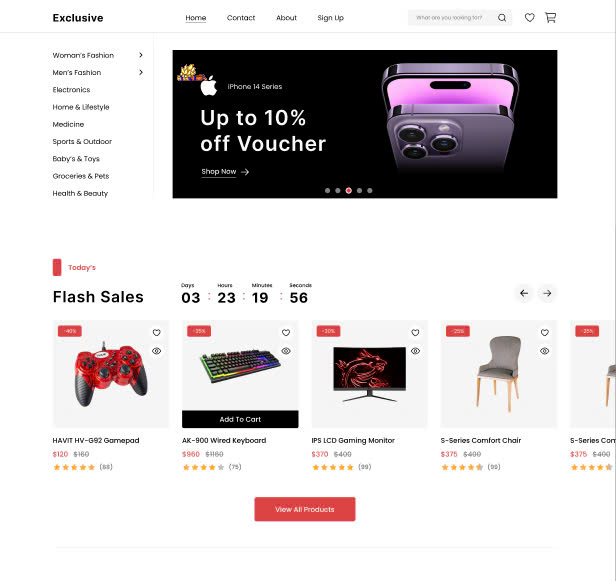 Exclusive
Home Contact About Sign Up
What are you looking for?
Woman's Fashion
Men's Fashion
Electronics
Home & Lifestyle
Medicine
Sports & Outdoor
Baby's & Toys
Groceries & Pets
Health & Beauty
iPhone 14 Series
Up to 10%
off Voucher
Shop Now
Today's
Flash Sales
Days Hours Minutes Seconds
03 : 23 : 19 : 56
-40% -35% -30% -25% -25%
Add To Cart
HAVIT HV-G92 Gamepad AK-900 Wired Keyboard IPS LCD Gaming Monitor S-Series Comfort Chair S-Series Com
$120 $160 $960 $1160 $370 $400 $375 $400 $375 $400
(88) (75) (99) (99)
View All Products